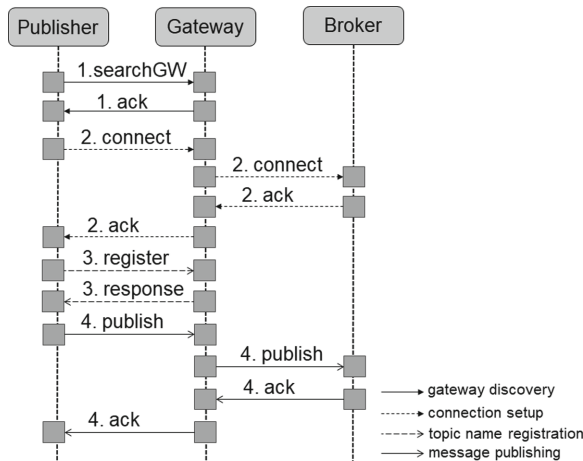 Publisher
Gateway
Broker
1.searchGW
1. ack
2. connect
2. connect
2. ack
2. ack
3. register
3. response
4. publish
4. publish
4. ack
4. ack
gateway discovery
connection setup
topic name registration
message publishing